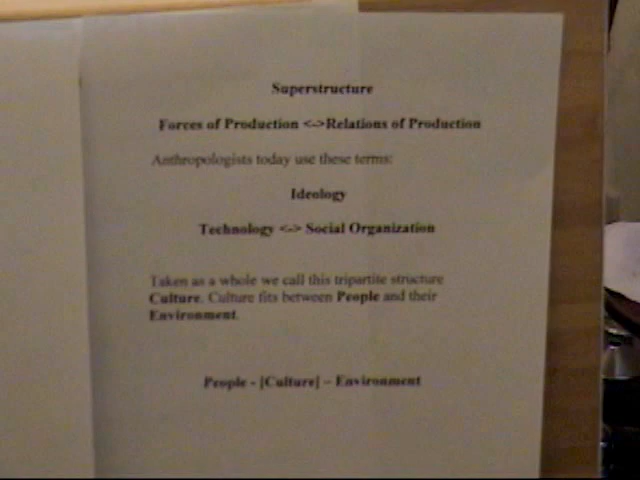 Superstructure
Forces of Production <->Relations of Production
Anthropologists today use these terms:
Ideology
Technology <-> Social Organization
Taken as a whole we call this tripartite structure
Culture. Culture fits between People and their
Environment.
People - [Culture] – Environment